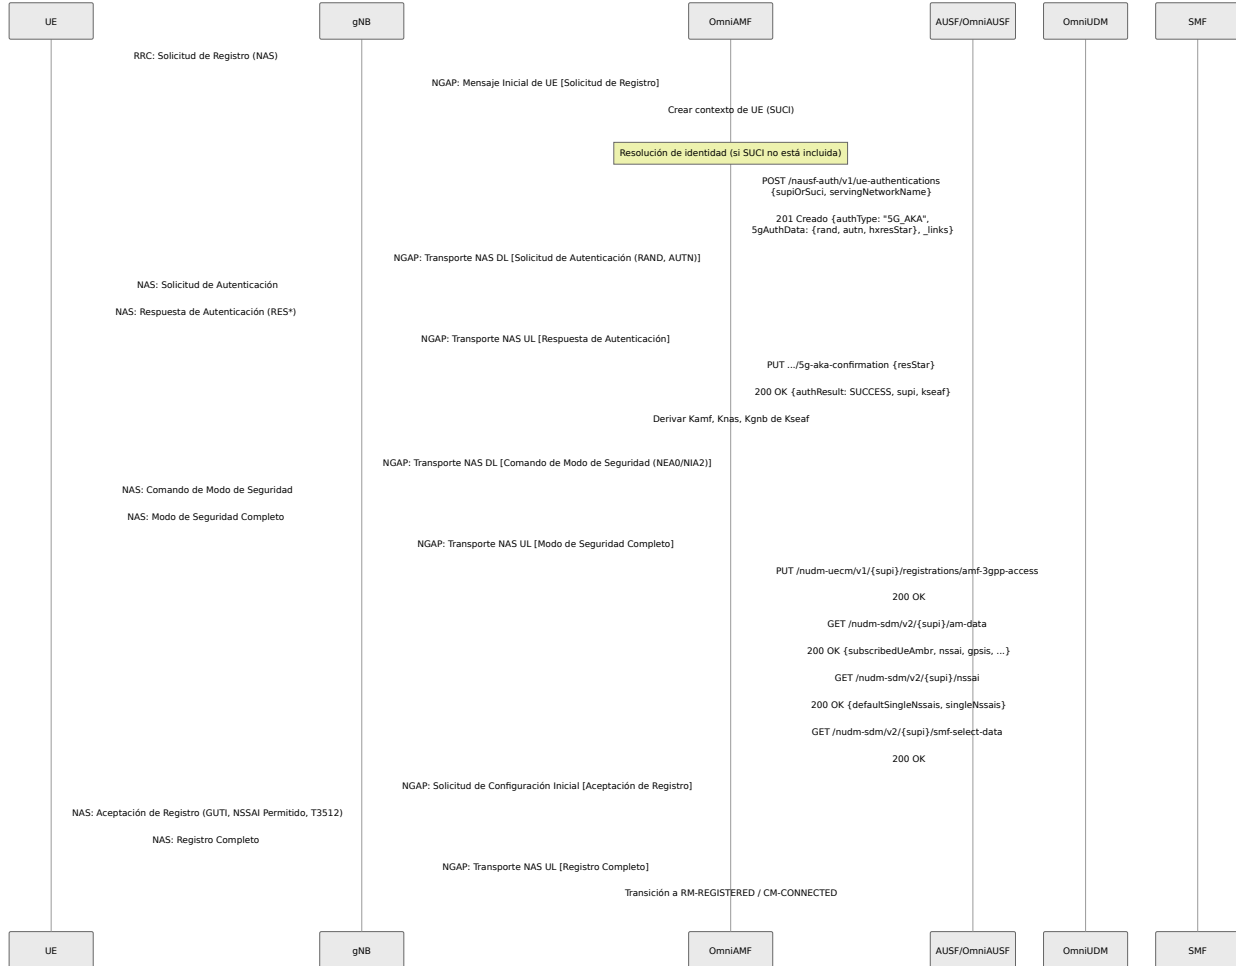 UE
gNB
OmniAMF
AUSF/OmniAUSF
OmniUDM
SMF
RRC: Solicitud de Registro (NAS)
NGAP: Mensaje Inicial de UE [Solicitud de Registro]
Crear contexto de UE (SUCI)
Resolución de identidad (si SUCI no está incluida)
POST /nausf-auth/v1/ue-authentications
{supiOrSuci, servingNetworkName}
201 Creado {authType: "5G_AKA",
5gAuthData: {rand, autn, hxresStar}, _links}
NGAP: Transporte NAS DL [Solicitud de Autenticación (RAND, AUTN)]
NAS: Solicitud de Autenticación
NAS: Respuesta de Autenticación (RES*)
NGAP: Transporte NAS UL [Respuesta de Autenticación]
PUT .../5g-aka-confirmation {resStar}
200 OK {authResult: SUCCESS, supi, kseaf}
Derivar Kamf, Knas, Kgnb de Kseaf
NGAP: Transporte NAS DL [Comando de Modo de Seguridad (NEA0/NIA2)]
NAS: Comando de Modo de Seguridad
NAS: Modo de Seguridad Completo
NGAP: Transporte NAS UL [Modo de Seguridad Completo]
PUT /nudm-uecm/v1/{supi}/registrations/amf-3gpp-access
200 OK
GET /nudm-sdm/v2/{supi}/am-data
200 OK {subscribedUeAmbr, nssai, gpsis, ...}
GET /nudm-sdm/v2/{supi}/nssai
200 OK {defaultSingleNssais, singleNssais}
GET /nudm-sdm/v2/{supi}/smf-select-data
200 OK
NGAP: Solicitud de Configuración Inicial [Aceptación de Registro]
NAS: Aceptación de Registro (GUTI, NSSAI Permitido, T3512)
NAS: Registro Completo
NGAP: Transporte NAS UL [Registro Completo]
Transición a RM-REGISTERED / CM-CONNECTED
UE
gNB
OmniAMF
AUSF/OmniAUSF
OmniUDM
SMF